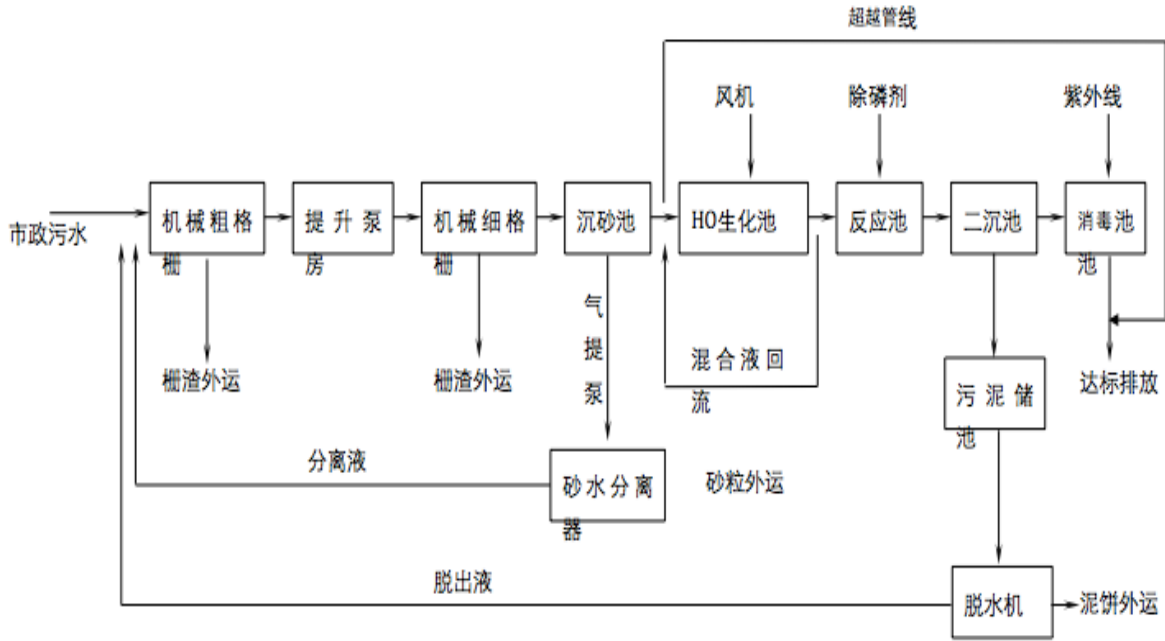 超越管线
风机
除磷剂
紫外线
市政污水
机械粗格
栅
提升泵
房
机械细格
栅
沉砂池
HO生化池
反应池
二沉池
消毒池
池
栅渣外运
栅渣外运
气
提
泵
混合液回
流
污泥储
池
达标排放
分离液
砂水分离
器
砂粒外运
脱出液
脱水机
泥饼外运